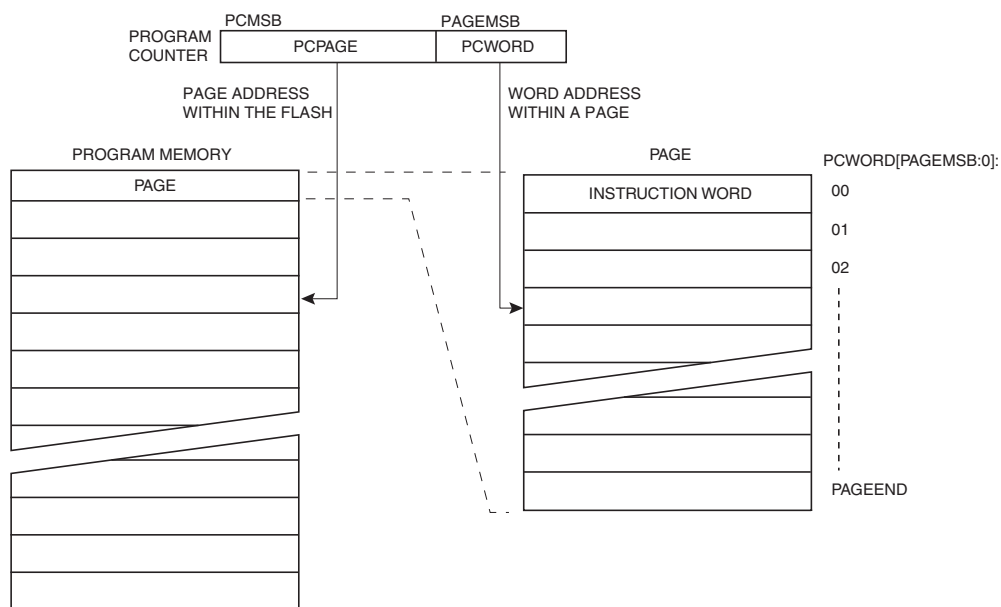 PCMSB
PAGEMSB
PROGRAM
COUNTER
PCPAGE
PCWORD
PAGE ADDRESS
WITHIN THE FLASH
WORD ADDRESS
WITHIN A PAGE
PROGRAM MEMORY
PAGE
PAGE
PCWORD[PAGEMSB:0]:
INSTRUCTION WORD
00
01
02
PAGEEND